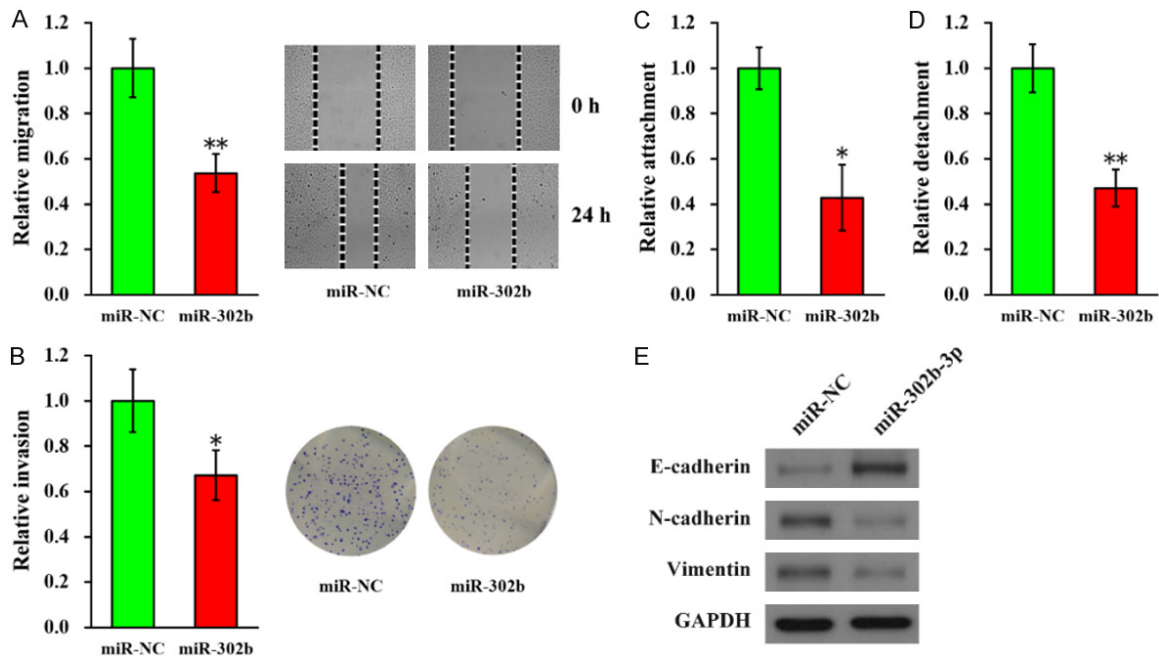 A
Relative migration
1.2
1.0
0.8
0.6
0.4
0.2
0.0
**
miR-NC miR-302b
0 h
24 h
miR-NC miR-302b
C
Relative attachment
1.2
1.0
0.8
0.6
0.4
0.2
0.0
*
miR-NC miR-302b
D
Relative detachment
1.2
1.0
0.8
0.6
0.4
0.2
0.0
**
miR-NC miR-302b
B
Relative invasion
1.2
1.0
0.8
0.6
0.4
0.2
0.0
*
miR-NC miR-302b
miR-NC miR-302b
E
miR-NC miR-302b-3p
E-cadherin
N-cadherin
Vimentin
GAPDH